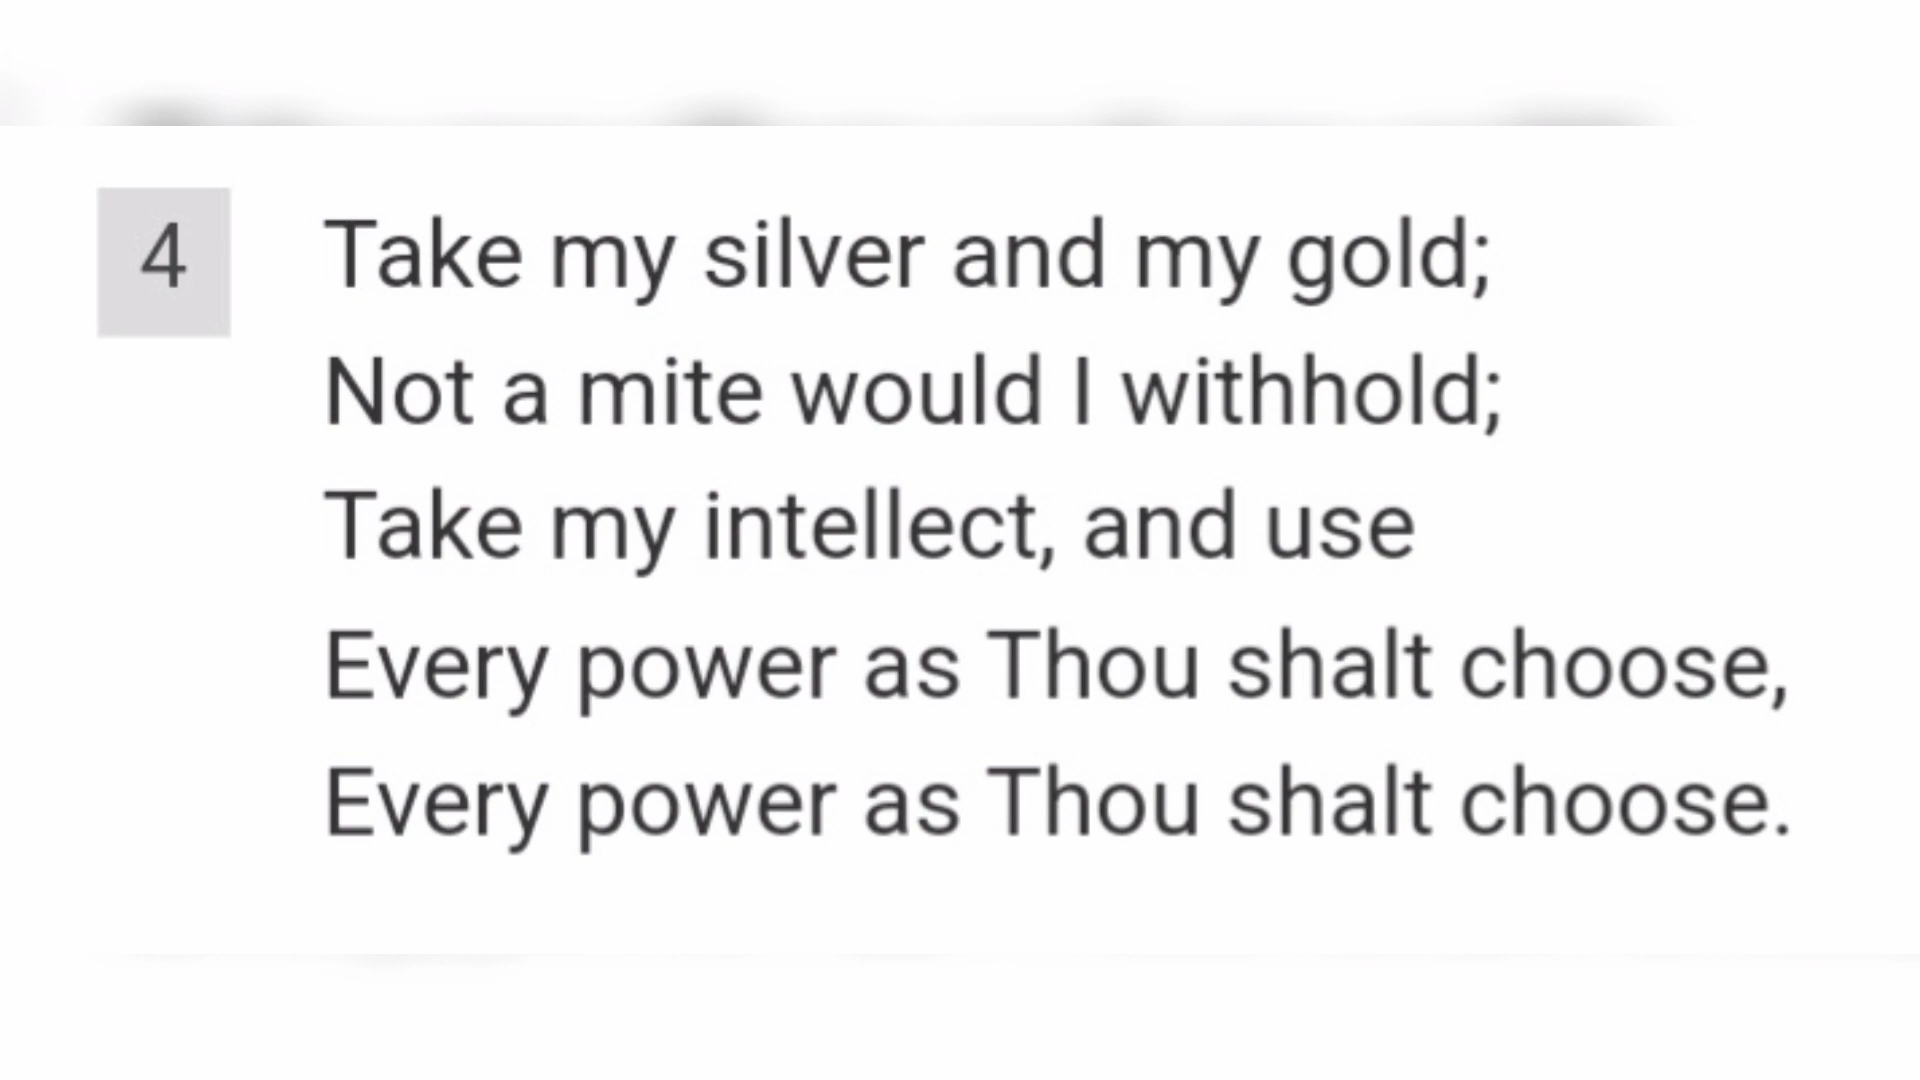 4 Take my silver and my gold;
Not a mite would I withhold;
Take my intellect, and use
Every power as Thou shalt choose,
Every power as Thou shalt choose.